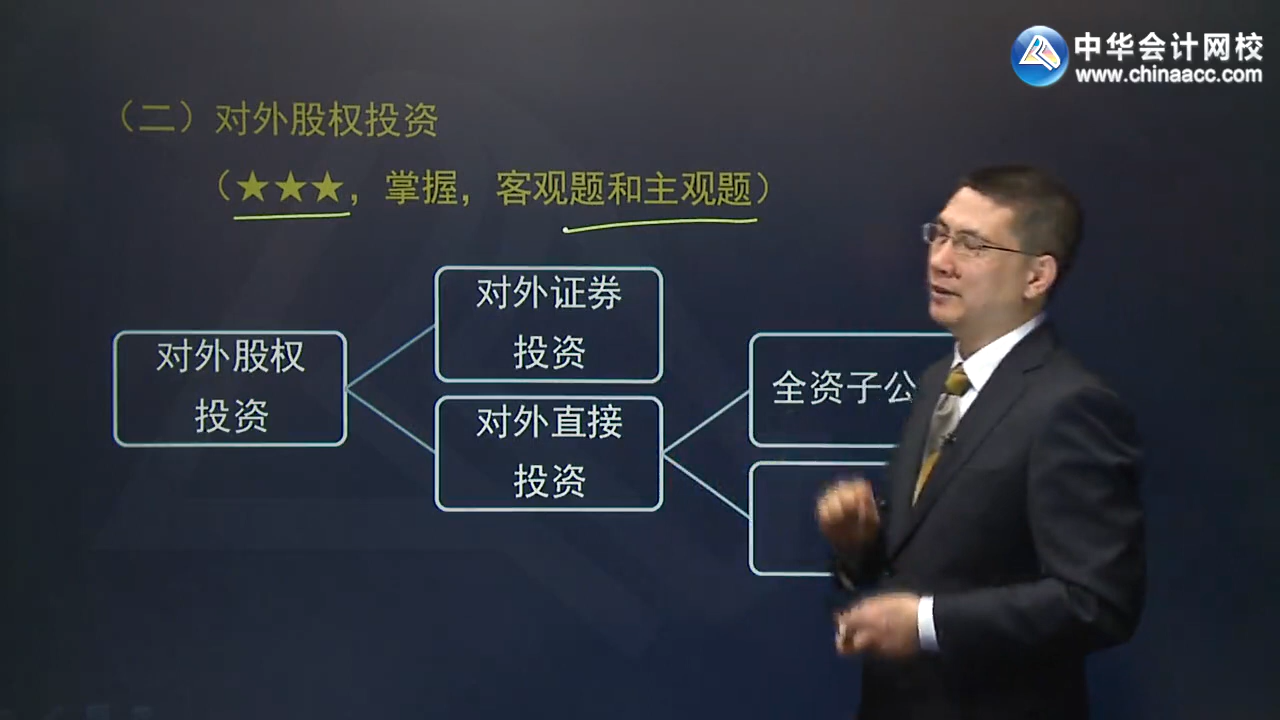 中华会计网校
www.chinaacc.com
（二）对外股权投资
（★★★，掌握，客观题和主观题）
对外证券
投资
对外股权
投资
对外直接
投资
全资子公